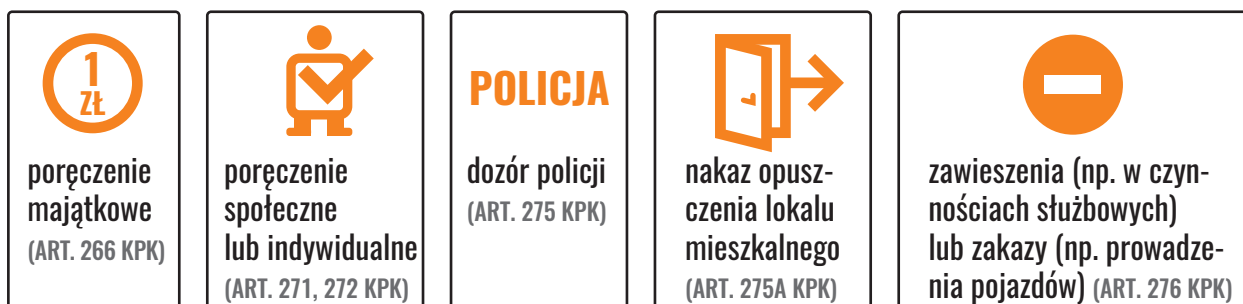 1
ZŁ
poręczenie
majątkowe
(ART. 266 KPK)
poręczenie
społeczne
lub indywidualne
(ART. 271, 272 KPK)
POLICJA
dozór policji
(ART. 275 KPK)
nakaz opusz-
czenia lokalu
mieszkalnego
(ART. 275A KPK)
zawieszenia (np. w czyn-
nościach służbowych)
lub zakazy (np. prowadze-
nia pojazdów) (ART. 276 KPK)